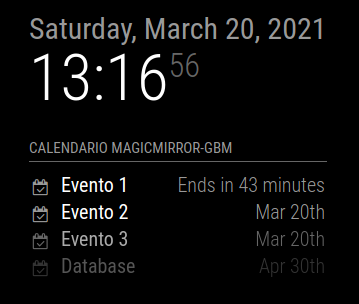 Saturday, March 20, 2021
13:16 56
CALENDARIO MAGICMIRROR-GBM
Evento 1 Ends in 43 minutes
Evento 2 Mar 20th
Evento 3 Mar 20th
Database Apr 30th